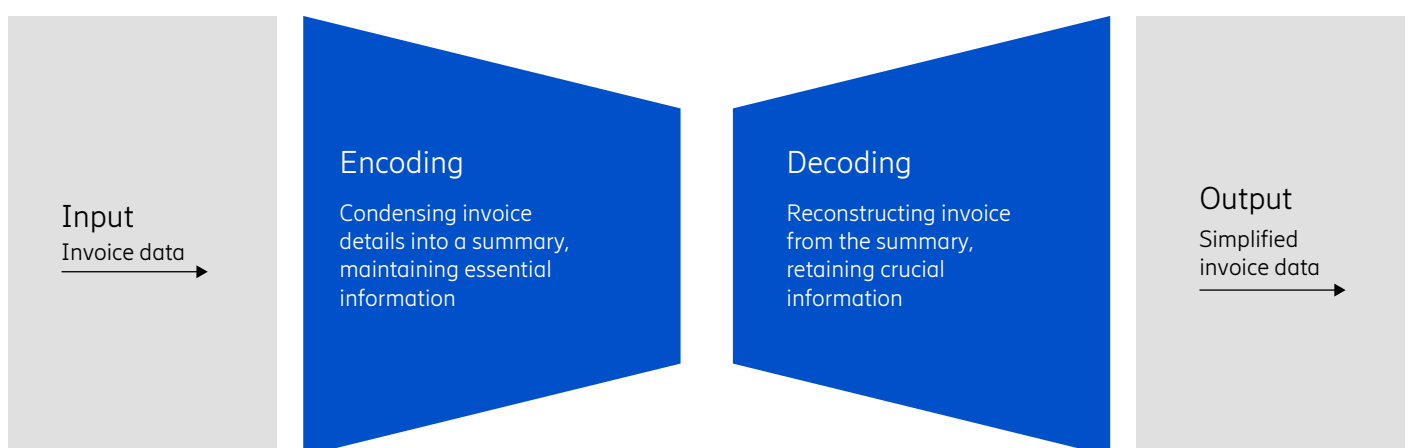 Input
Invoice data
Encoding
Condensing invoice
details into a summary,
maintaining essential
information
Decoding
Reconstructing invoice
from the summary,
retaining crucial
information
Output
Simplified
invoice data